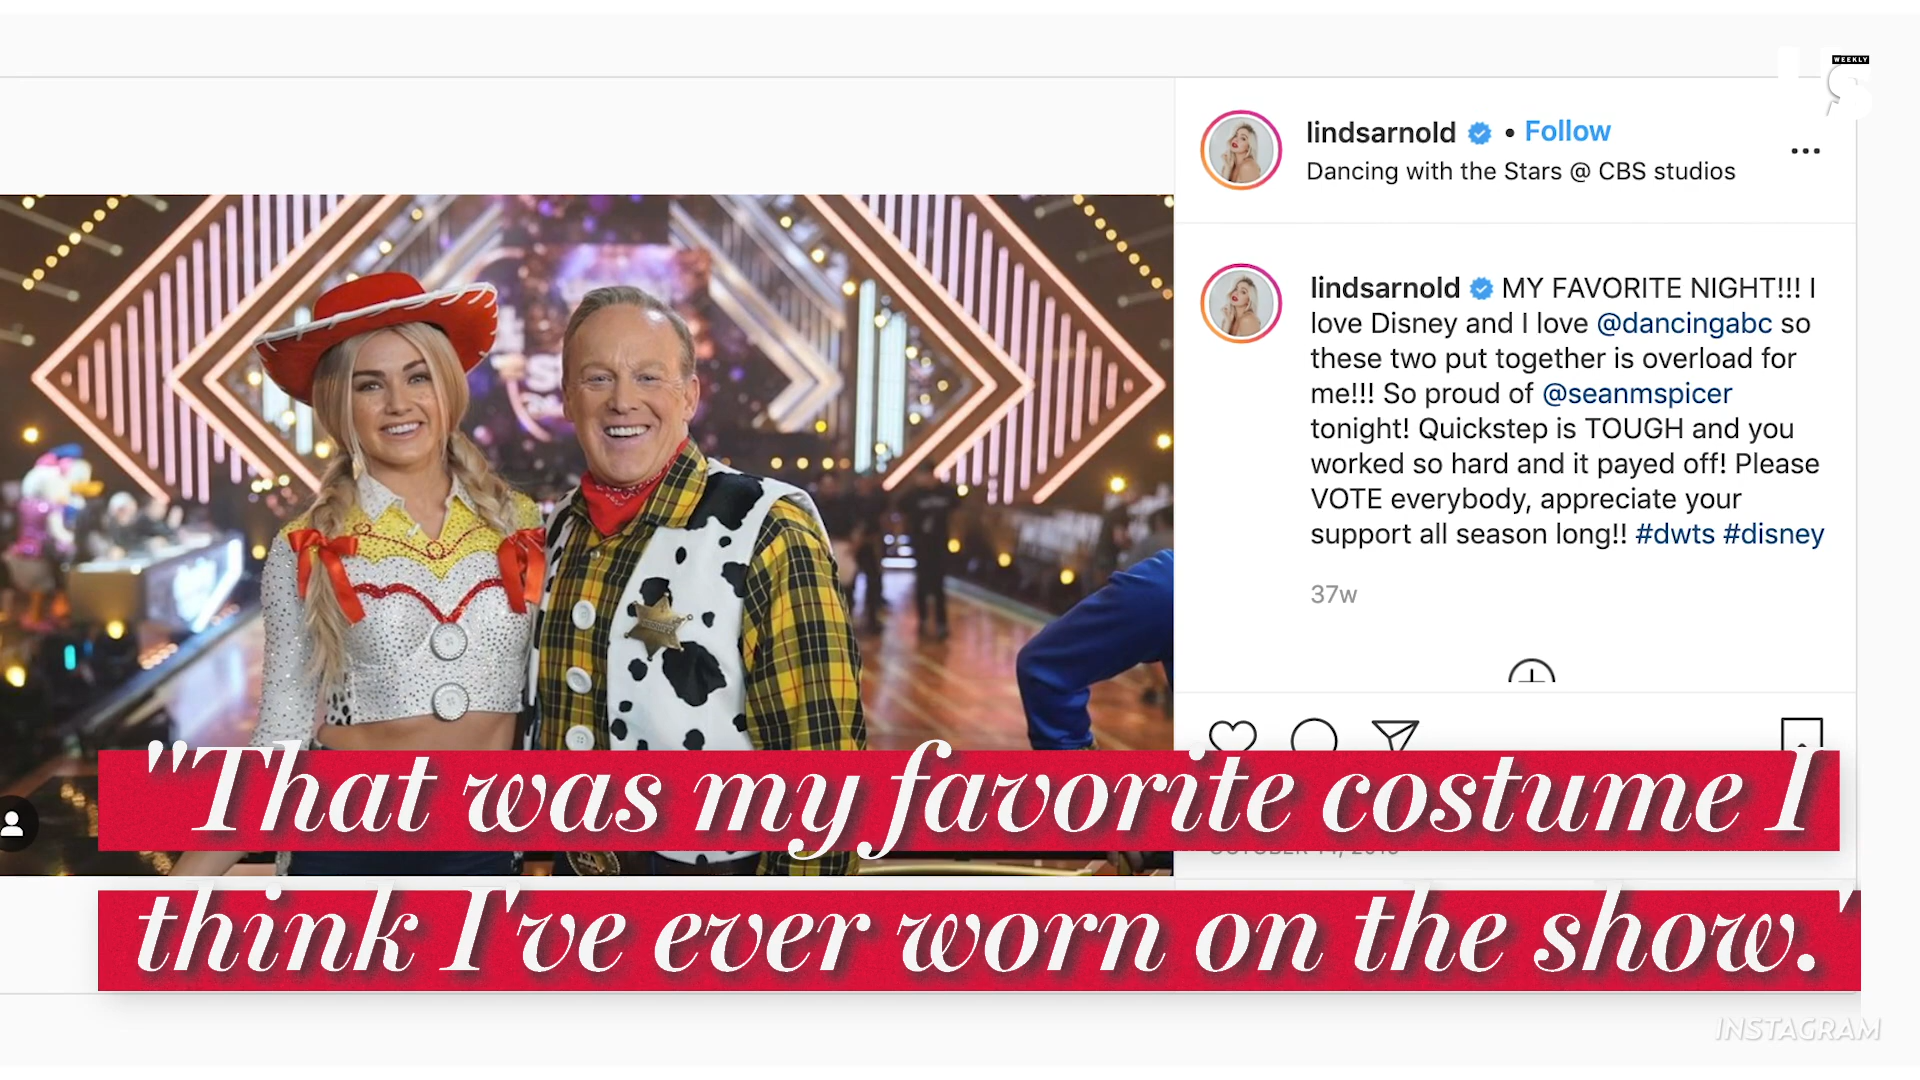 WEEKLY
lindsarnold • Follow
Dancing with the Stars @ CBS studios
lindsarnold MY FAVORITE NIGHT!!! I
love Disney and I love @dancingabc so
these two put together is overload for
me!!! So proud of @seanmspicer
tonight! Quickstep is TOUGH and you
worked so hard and it payed off! Please
VOTE everybody, appreciate your
support all season long!! #dwts #disney
37w
"That was my favorite costume I
think I've ever worn on the show.'
INSTAGRAM